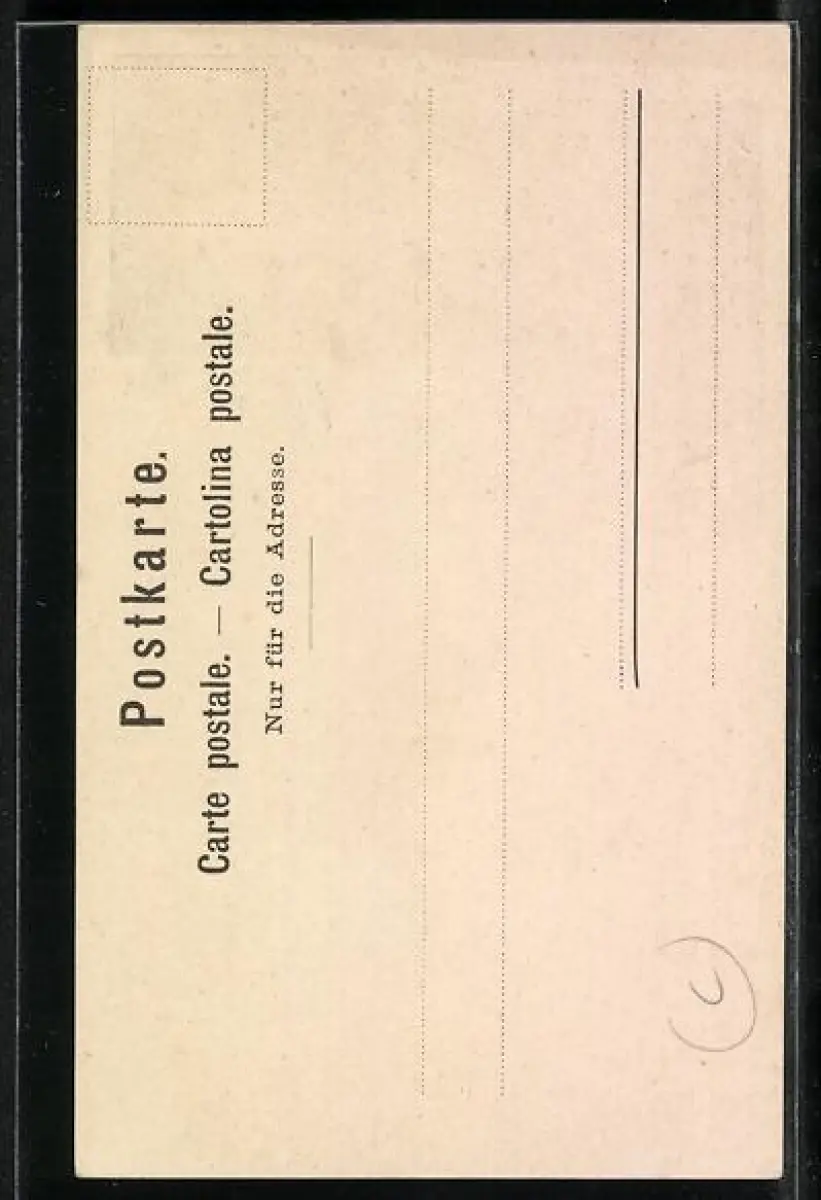 Postkarte.
Carte postale. — Cartolina postale.
Nur für die Adresse.